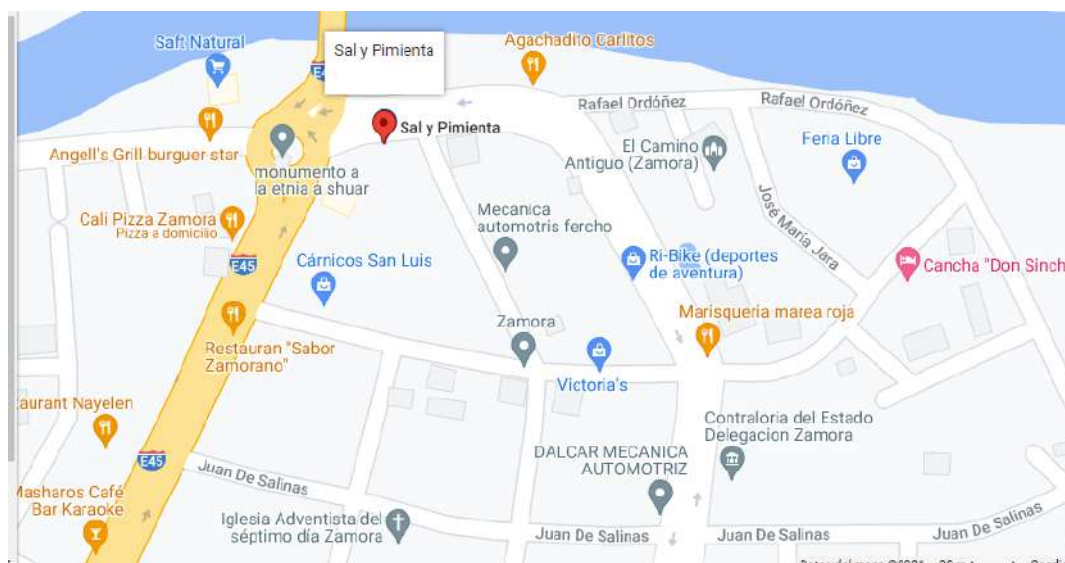 Saft Natural
Sal y Pimienta
Agachadito Carlitos
E4
Rafael Ordóñez
Rafael Ordóñez
Sal y Pimienta
Angell's Grill burguer star
El Camino
Antiguo (Zamora)
Feria Libre
monumento a
la etnia a shuar
José María Jara
Cali Pizza Zamora
Pizza a domicilio
Mecanica
automotris fercho
E45
Cárnicos San Luis
Ri-Bike (deportes
de aventura)
Cancha "Don Sinch
Marisqueria marea roja
Zamora
Restauran "Sabor
Zamorano"
Victoria's
taurant Nayelen
Contraloria del Estado
Delegacion Zamora
DALCAR MECANICA
AUTOMOTRIZ
E45
Juan De Salinas
Masharos Café
Bar Karaoke
Iglesia Adventista del
séptimo día Zamora
Juan De Salinas
Juan De Salinas
Juan De Salinas